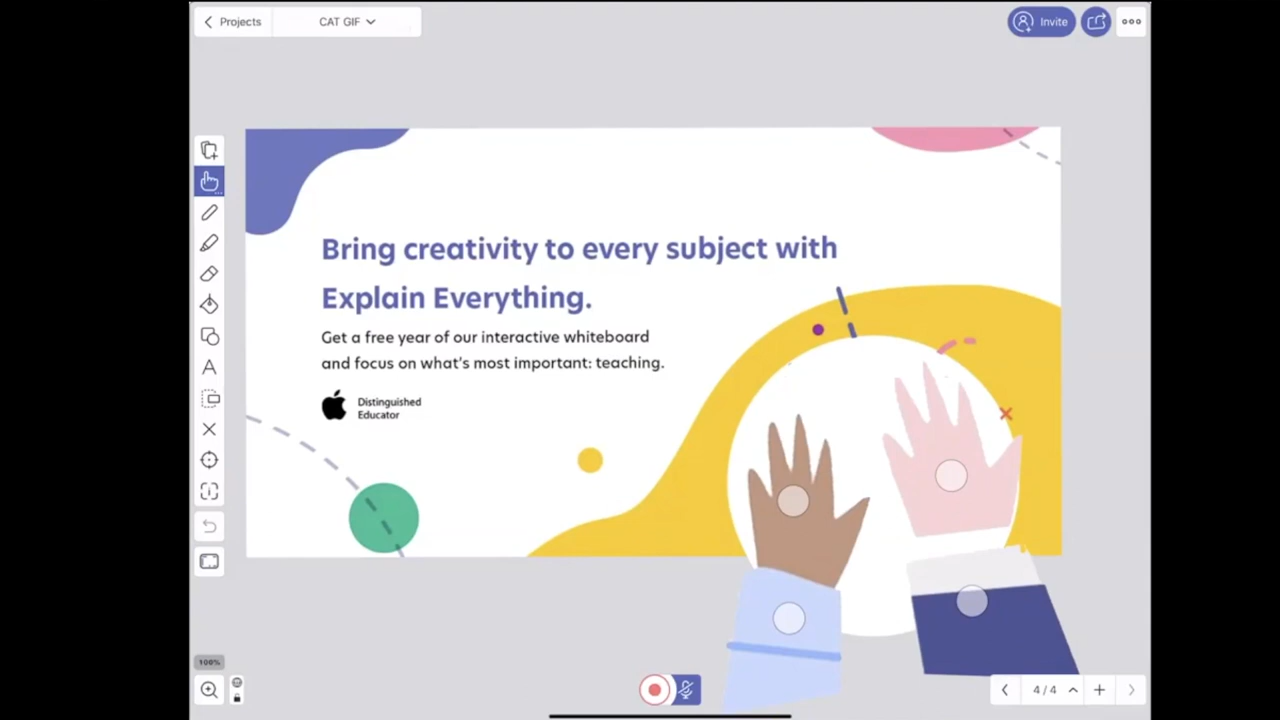 Projects
CAT GIF
Invite
Bring creativity to every subject with
Explain Everything.
Get a free year of our interactive whiteboard
and focus on what's most important: teaching.
Distinguished
Educator
100%
4/4